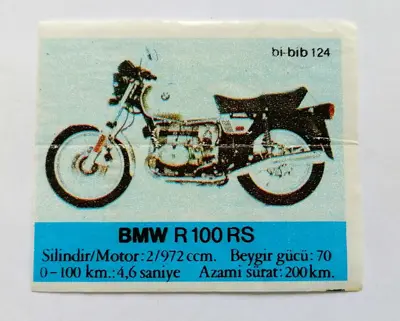 bi-bib 124
BMW R 100 RS
Silindir/Motor: 2/972 ccm. Beygir gücü: 70
0-100 km.: 4,6 saniye Azami sürat: 200 km.